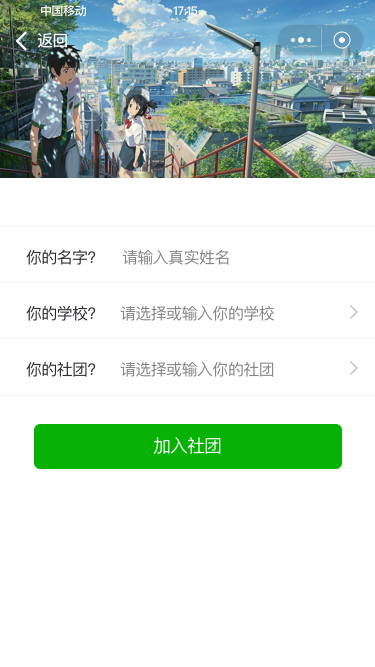 中国移动 17:15
返回
你的名字? 请输入真实姓名
你的学校? 请选择或输入你的学校
你的社团? 请选择或输入你的社团
加入社团